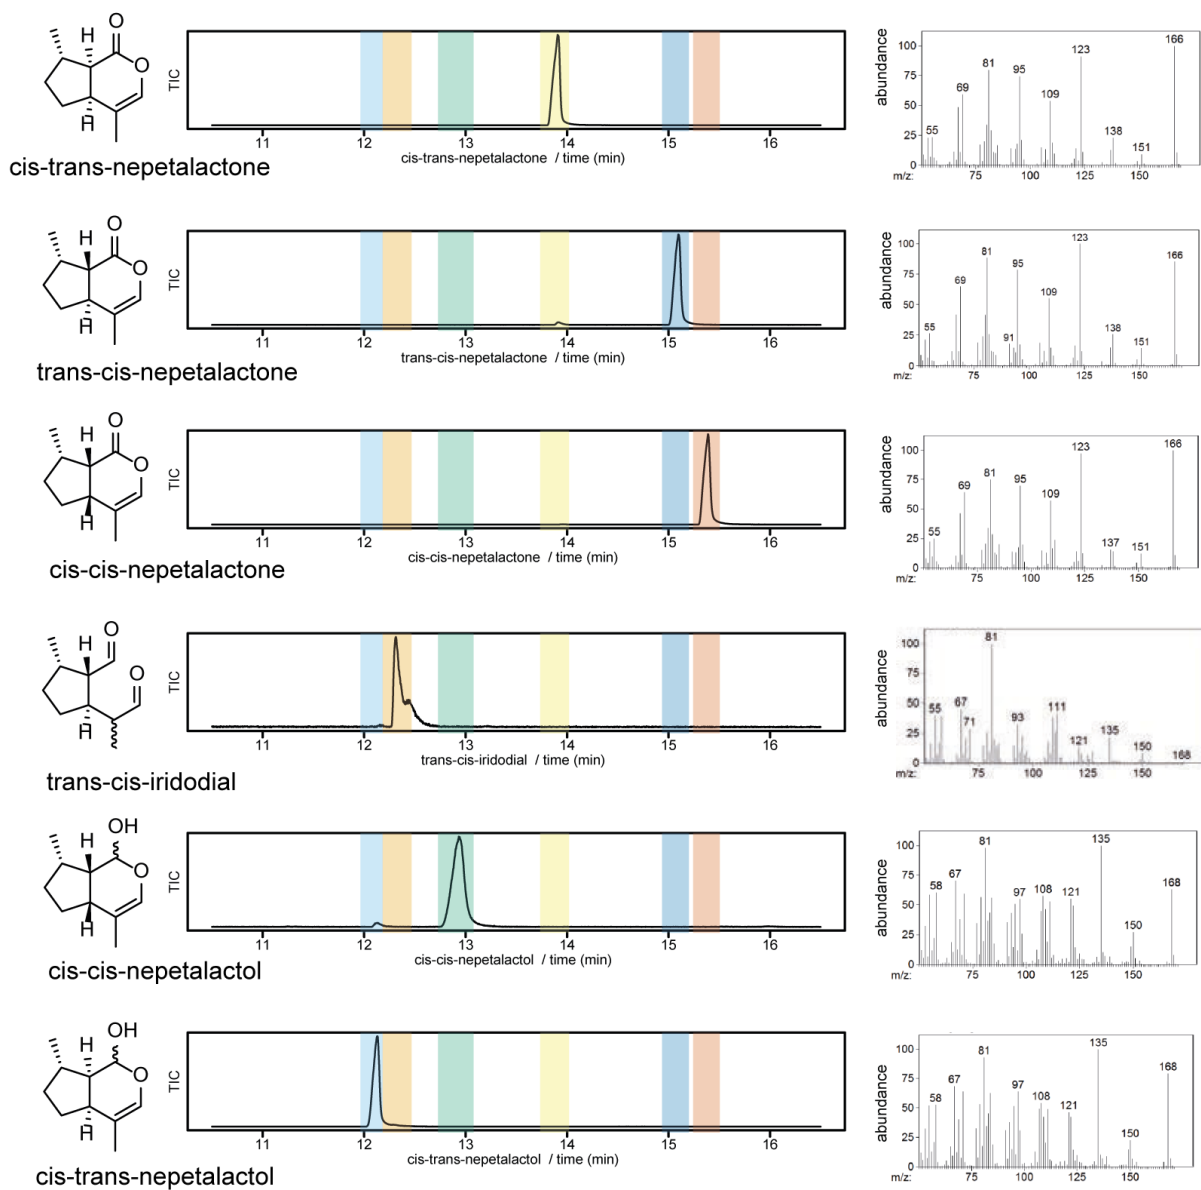 O
H
O
H
cis-trans-nepetalactone
TIC
11 12 13 14 15 16
cis-trans-nepetalactone / time (min)
abundance
100
75
50
25
0
55 69 81 95 109 123 138 151 166
m/z: 75 100 125 150
O
H
O
H
trans-cis-nepetalactone
TIC
11 12 13 14 15 16
trans-cis-nepetalactone / time (min)
abundance
100
75
50
25
0
55 69 81 91 95 109 123 138 151 166
m/z: 75 100 125 150
O
H
O
H
cis-cis-nepetalactone
TIC
11 12 13 14 15 16
cis-cis-nepetalactone / time (min)
abundance
100
75
50
25
0
55 69 81 95 109 123 137 151 166
m/z: 75 100 125 150
O
H
O
H
trans-cis-iridodial
TIC
11 12 13 14 15 16
trans-cis-iridodial / time (min)
abundance
100
75
50
25
0
55 67 71 81 93 111 121 135 150 168
m/z: 75 100 125 150
OH
H
O
H
cis-cis-nepetalactol
TIC
11 12 13 14 15 16
cis-cis-nepetalactol / time (min)
abundance
100
75
50
25
0
58 67 81 97 108 121 135 150 168
m/z: 75 100 125 150
OH
H
O
H
cis-trans-nepetalactol
TIC
11 12 13 14 15 16
cis-trans-nepetalactol / time (min)
abundance
100
75
50
25
0
58 67 81 97 108 121 135 150 168
m/z: 75 100 125 150